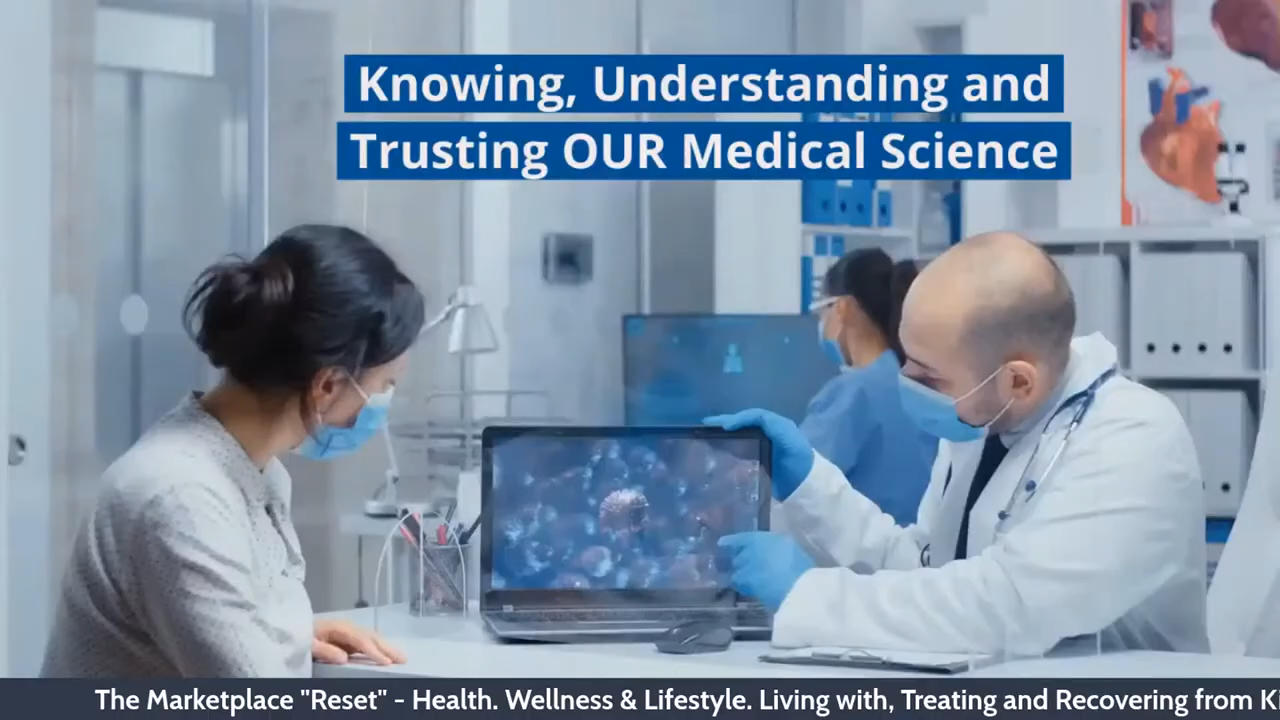 Knowing, Understanding and
Trusting OUR Medical Science
The Marketplace "Reset" - Health. Wellness & Lifestyle. Living with, Treating and Recovering from